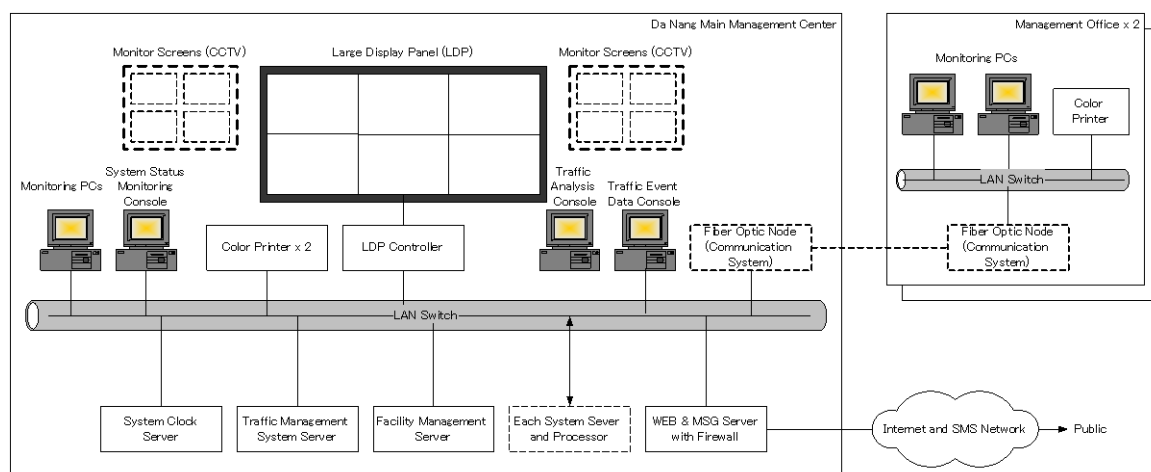 Da Nang Main Management Center
Management Office x 2
Monitor Screens (CCTV)
Large Display Panel (LDP)
Monitor Screens (CCTV)
Monitoring PCs
Color
Printer
LAN Switch
Monitoring PCs
System Status
Monitoring
Console
Traffic
Analysis
Console
Traffic Event
Data Console
Color Printer x 2
LDP Controller
Fiber Optic Node
(Communication
System)
Fiber Optic Node
(Communication
System)
LAN Switch
System Clock
Server
Traffic Management
System Server
Facility Management
Server
Each System Sever
and Processor
WEB & MSG Server
with Firewall
Internet and SMS Network
Public